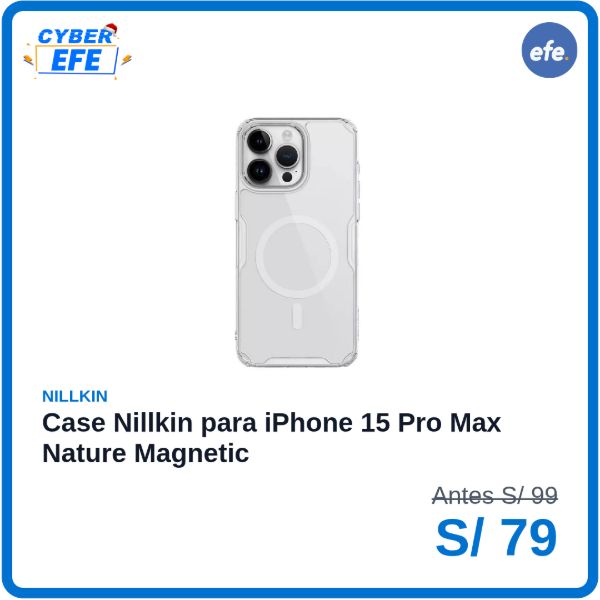 CYBER
EFE
efe.
NILLKIN
Case Nillkin para iPhone 15 Pro Max
Nature Magnetic
Antes S/ 99
S/ 79